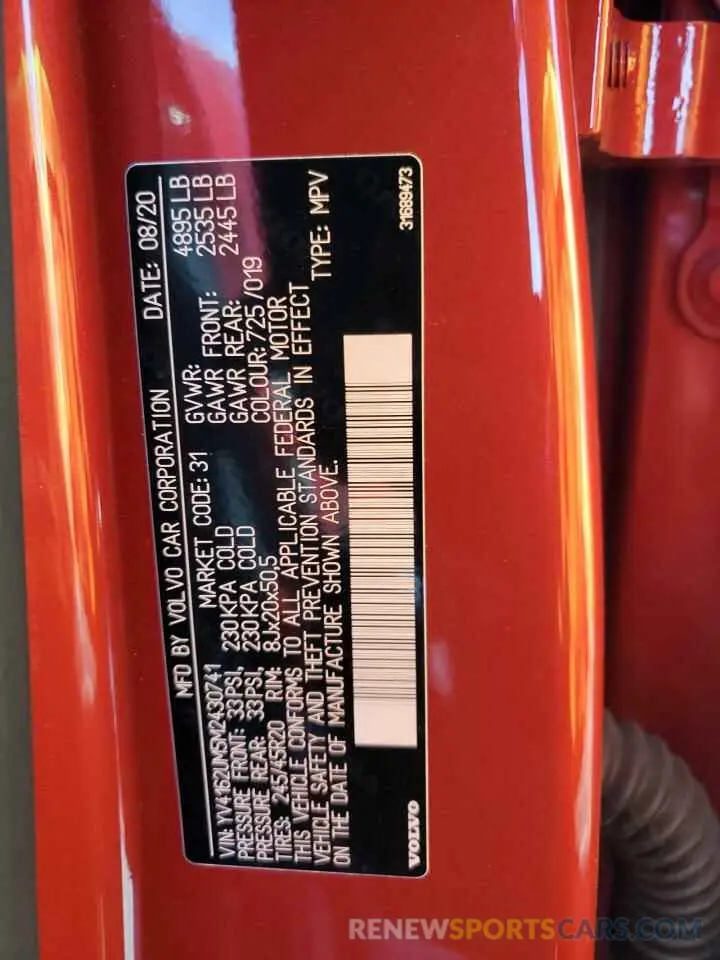 MFD BY VOLVO CAR CORPORATION DATE: 08/20
VIN: YV4162UM5M2430741 MARKET CODE: 31 GVWR: 4895 LB
PRESSURE FRONT: 33PSI, 230KPA COLD GAWR FRONT: 2535 LB
PRESSURE REAR: 33PSI, 230KPA COLD GAWR REAR: 2445 LB
TIRES: 245/45R20 RIM: 8Jx20x50,5 COLOUR: 725 /019
THIS VEHICLE CONFORMS TO ALL APPLICABLE FEDERAL MOTOR
VEHICLE SAFETY AND THEFT PREVENTION STANDARDS IN EFFECT
ON THE DATE OF MANUFACTURE SHOWN ABOVE. TYPE: MPV
VOLVO 31689473
RENEWSPORTSCARS.COM